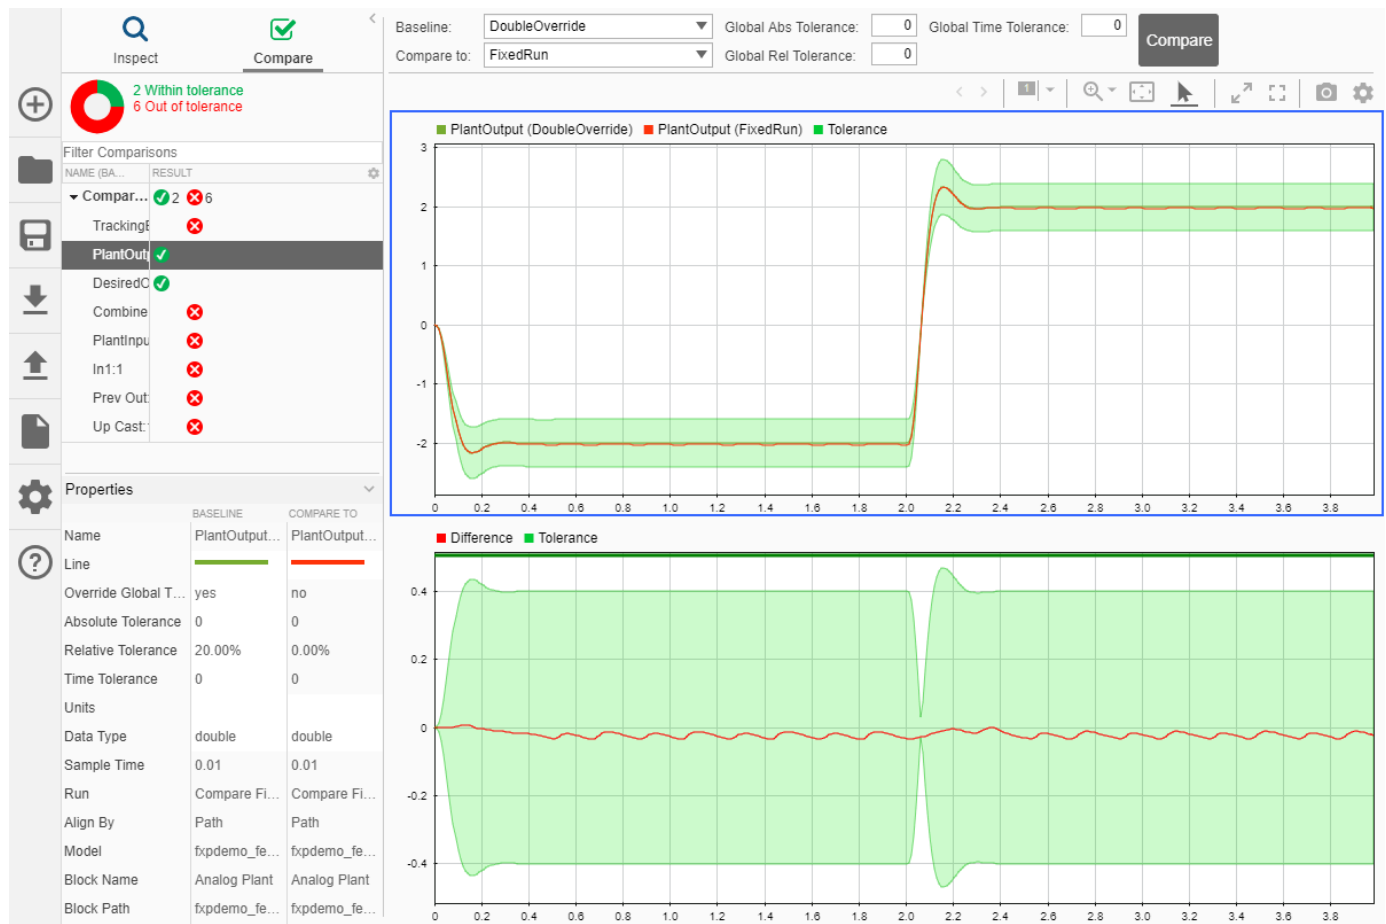 Inspect
Compare
Baseline:
DoubleOverride
Global Abs Tolerance:
0
Global Time Tolerance:
0
Compare
Compare to:
FixedRun
Global Rel Tolerance:
0
2 Within tolerance
6 Out of tolerance
Filter Comparisons
NAME (BA...
RESULT
Compar...
2
6
TrackingE
PlantOut
DesiredO
Combine
PlantInpu
In1:1
Prev Out:
Up Cast:
1
PlantOutput (DoubleOverride)
PlantOutput (FixedRun)
Tolerance
3
2
1
0
-1
-2
0 0.2 0.4 0.6 0.8 1.0 1.2 1.4 1.6 1.8 2.0 2.2 2.4 2.6 2.8 3.0 3.2 3.4 3.6 3.8
Properties
BASELINE COMPARE TO
Name PlantOutput... PlantOutput...
Line
Override Global T... yes no
Absolute Tolerance 0 0
Relative Tolerance 20.00% 0.00%
Time Tolerance 0 0
Units
Data Type double double
Sample Time 0.01 0.01
Run Compare Fi... Compare Fi...
Align By Path Path
Model fxpdemo_fe... fxpdemo_fe...
Block Name Analog Plant Analog Plant
Block Path fxpdemo_fe... fxpdemo_fe...
Difference
Tolerance
0.4
0.2
0
-0.2
-0.4
0 0.2 0.4 0.6 0.8 1.0 1.2 1.4 1.6 1.8 2.0 2.2 2.4 2.6 2.8 3.0 3.2 3.4 3.6 3.8